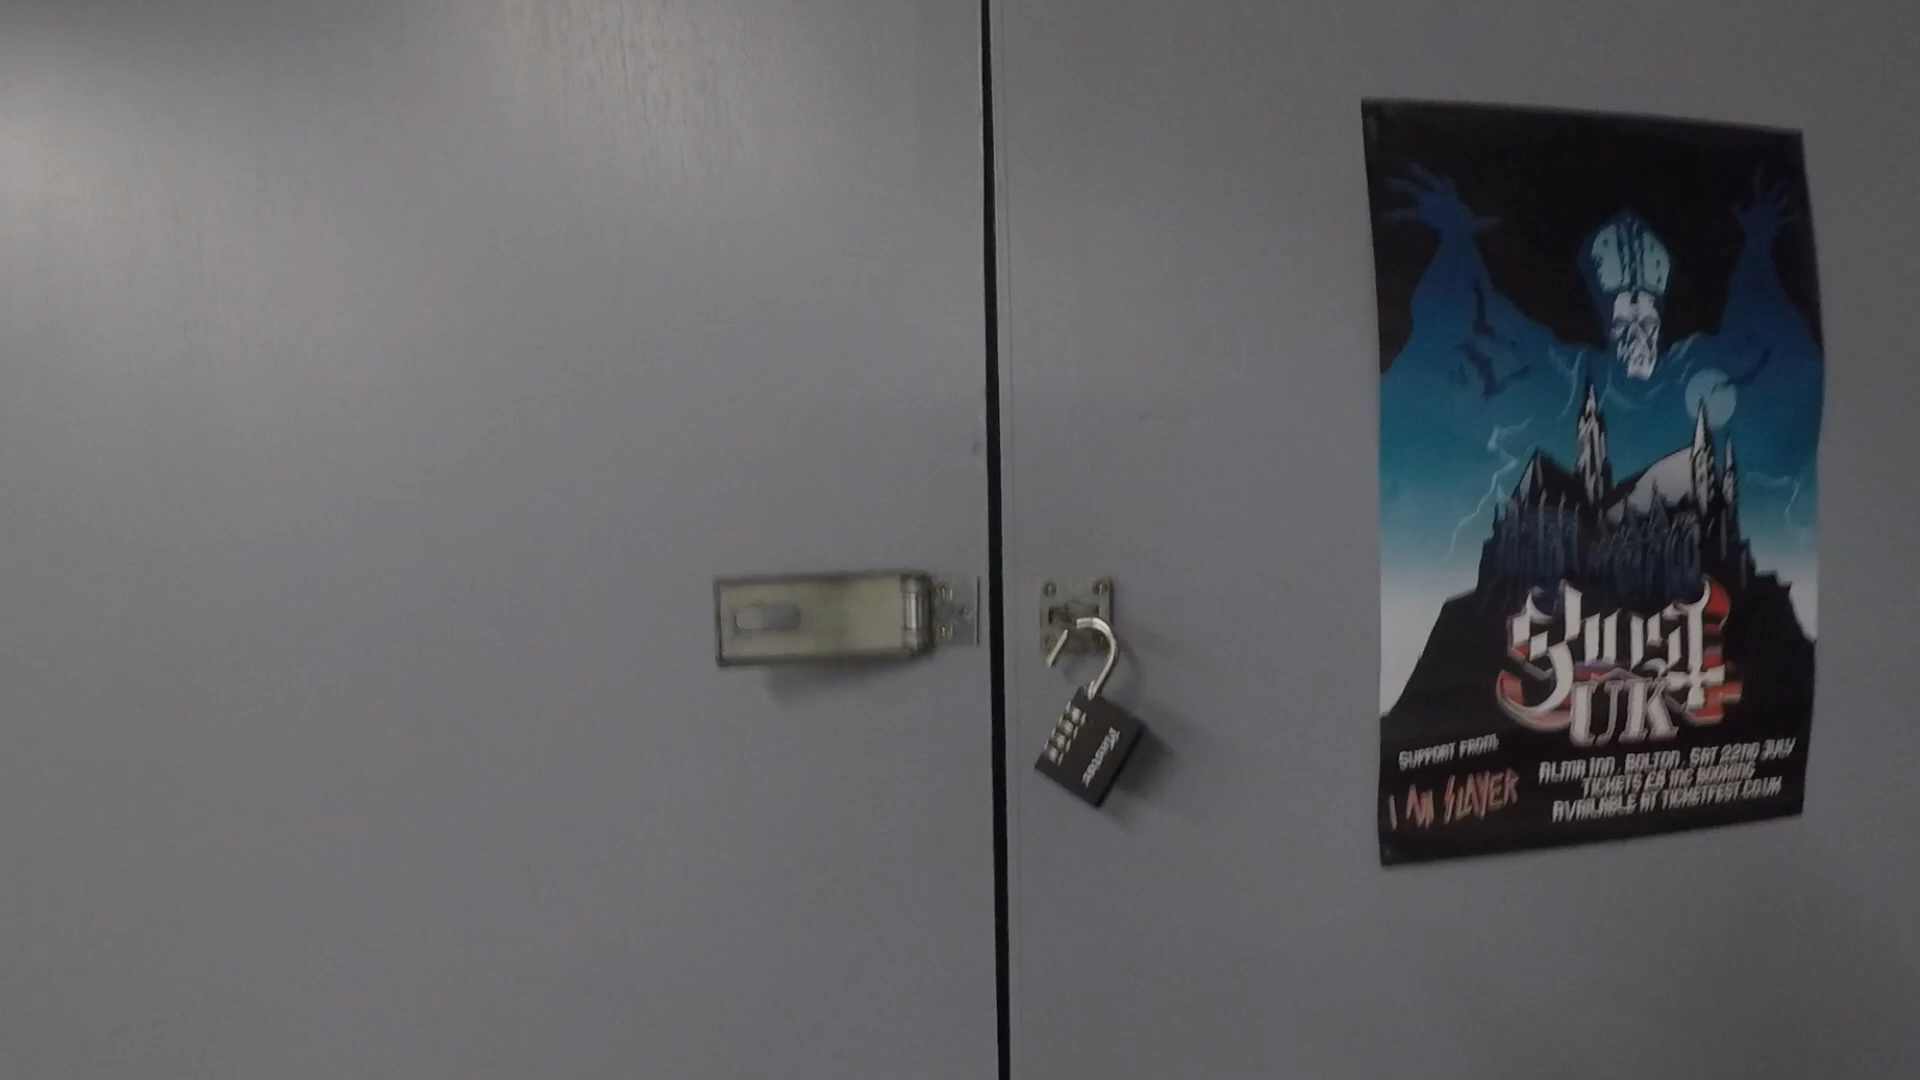 Master
Ghost
UK
SUPPORT FROM:
I AM SLAYER
ALMA INN, BOLTON, SAT 22ND JULY
TICKETS £8 INC BOOKING
AVAILABLE AT TICKETFEST.CO.UK